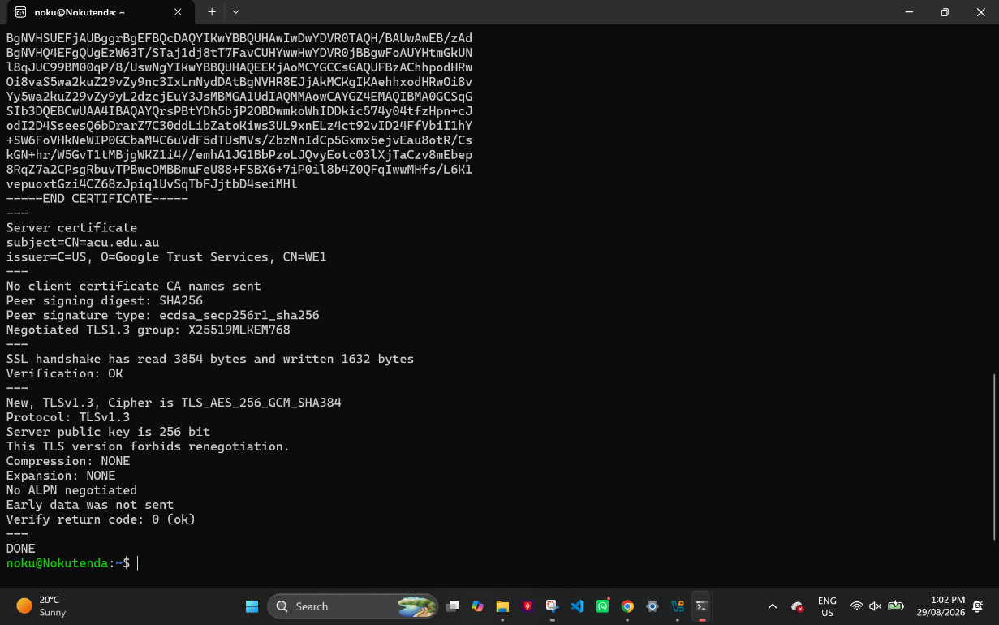 noku@Nokutenda: ~
BgNVHSUEFjAUBggrBgEFBQcDAQYIKwYBBQUHAwIwDwYDVR0TAQH/BAUwAwEB/zAd
BgNVHQ4EFgQUgEzW63T/STaj1dj8tT7FavCUHYwwHwYDVR0jBBgwFoAUYHtmGkUN
l8qJUC99BM00qP/8/UswNgYIKwYBBQUHAQEEKjAoMCYGCCsGAQUFBzAChhpodHRw
Oi8vaS5wa2kuZ29vZy9nc3IxLmNydDAtBgNVHR8EJjAkMCKgIKAehhxodHRwOi8v
Yy5wa2kuZ29vZy9yL2dzcjEuY3JsMBMGA1UdIAQMMAowCAYGZ4EMAQIBMA0GCSqG
SIb3DQEBCwUAA4IBAQAYQrsPBtYDh5bjP2OBDwmkoWhIDDkic574y04tfzHpn+cJ
odI2D4SseesQ6bDrarZ7C30ddLibZatoKiws3UL9xnELz4ct92vID24FfVbiI1hY
+SW6FoVHkNeWIP0GCbaM4C6uVdF5dTUsMVs/ZbzNnIdCp5Gxmx5ejvEau8otR/Cs
kGN+hr/W5GvT1tMBjgWKZ1i4//emhA1JG1BbPzoLJQvyEotc03lXjTaCzv8mEbep
8RqZ7a2CPsgRbuvTPBwcOMBBmuFeU88+FSBX6+7iP0il8b4Z0QFqIwwMHfs/L6K1
vepuoxtGzi4CZ68zJpiq1UvSqTbFJjtbD4seiMHl
-----END CERTIFICATE-----
---
Server certificate
subject=CN=acu.edu.au
issuer=C=US, O=Google Trust Services, CN=WE1
---
No client certificate CA names sent
Peer signing digest: SHA256
Peer signature type: ecdsa_secp256r1_sha256
Negotiated TLS1.3 group: X25519MLKEM768
---
SSL handshake has read 3854 bytes and written 1632 bytes
Verification: OK
---
New, TLSv1.3, Cipher is TLS_AES_256_GCM_SHA384
Protocol: TLSv1.3
Server public key is 256 bit
This TLS version forbids renegotiation.
Compression: NONE
Expansion: NONE
No ALPN negotiated
Early data was not sent
Verify return code: 0 (ok)
---
DONE
noku@Nokutenda:~$
20°C
Sunny
Search
ENG
US
1:02 PM
29/08/2026